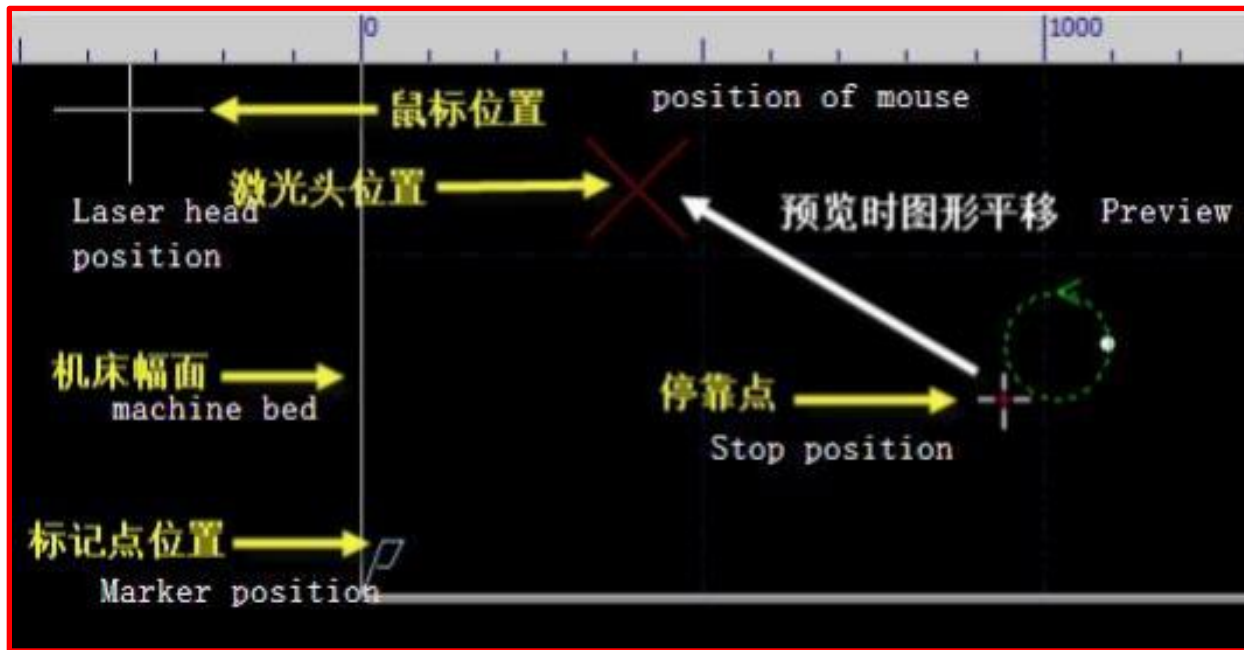 0
1000
鼠标位置
position of mouse
激光头位置
Laser head
position
预览时图形平移 Preview
机床幅面
machine bed
停靠点
Stop position
标记点位置
Marker position